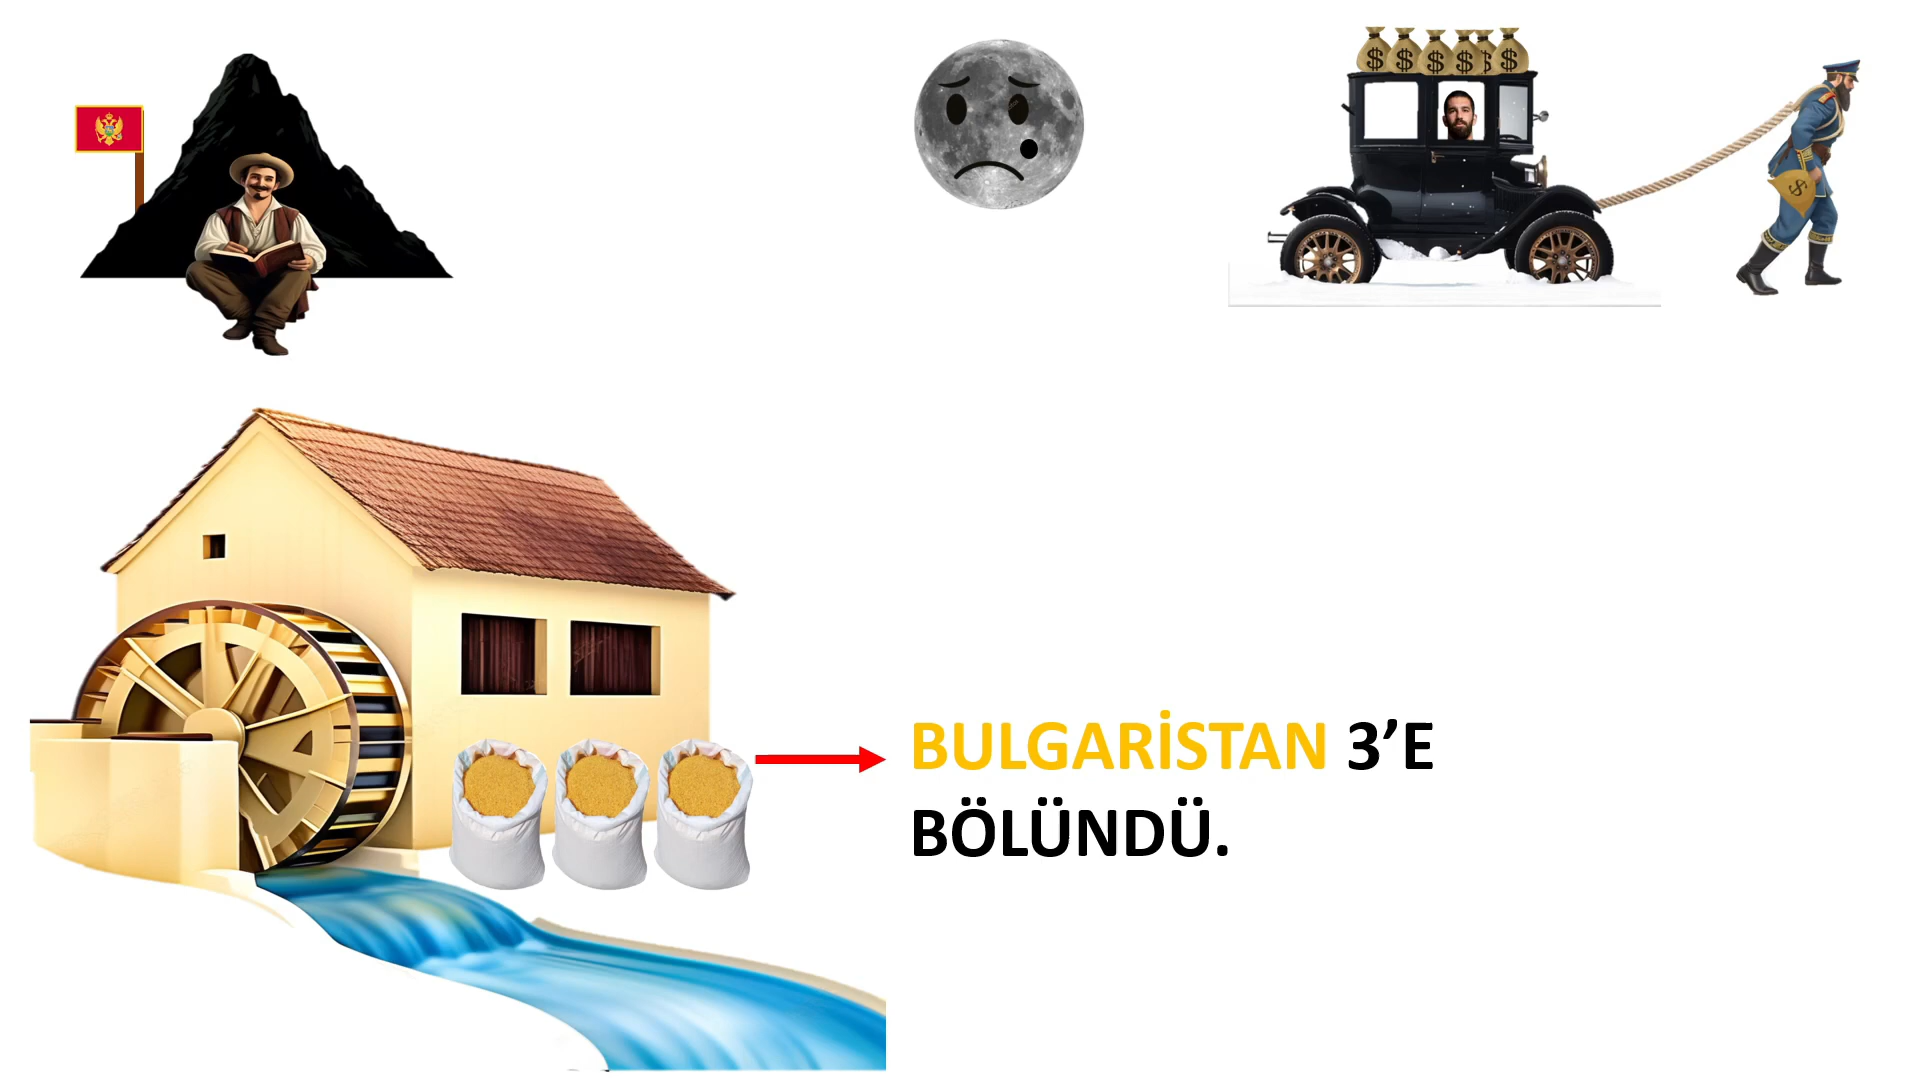 $ $ $ $ $ $
$
BULGARİSTAN 3’E
BÖLÜNDÜ.